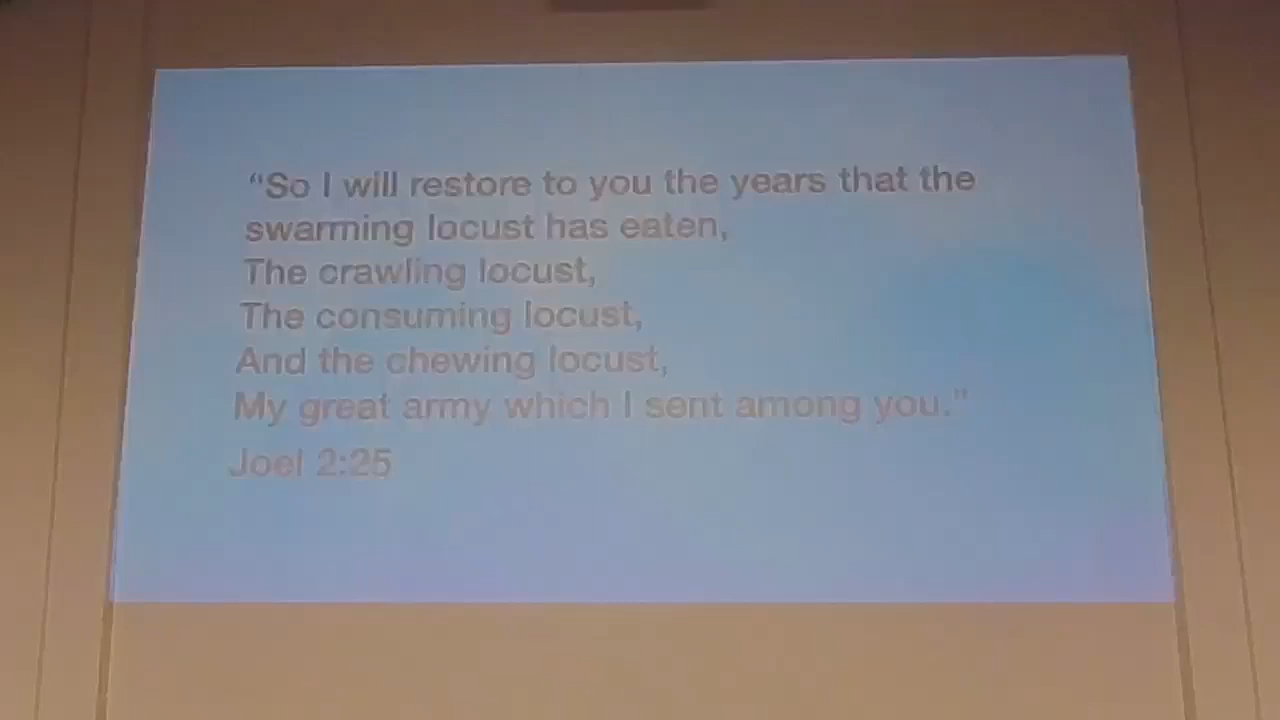 “So I will restore to you the years that the
swarming locust has eaten,
The crawling locust,
The consuming locust,
And the chewing locust,
My great army which I sent among you.”
Joel 2:25